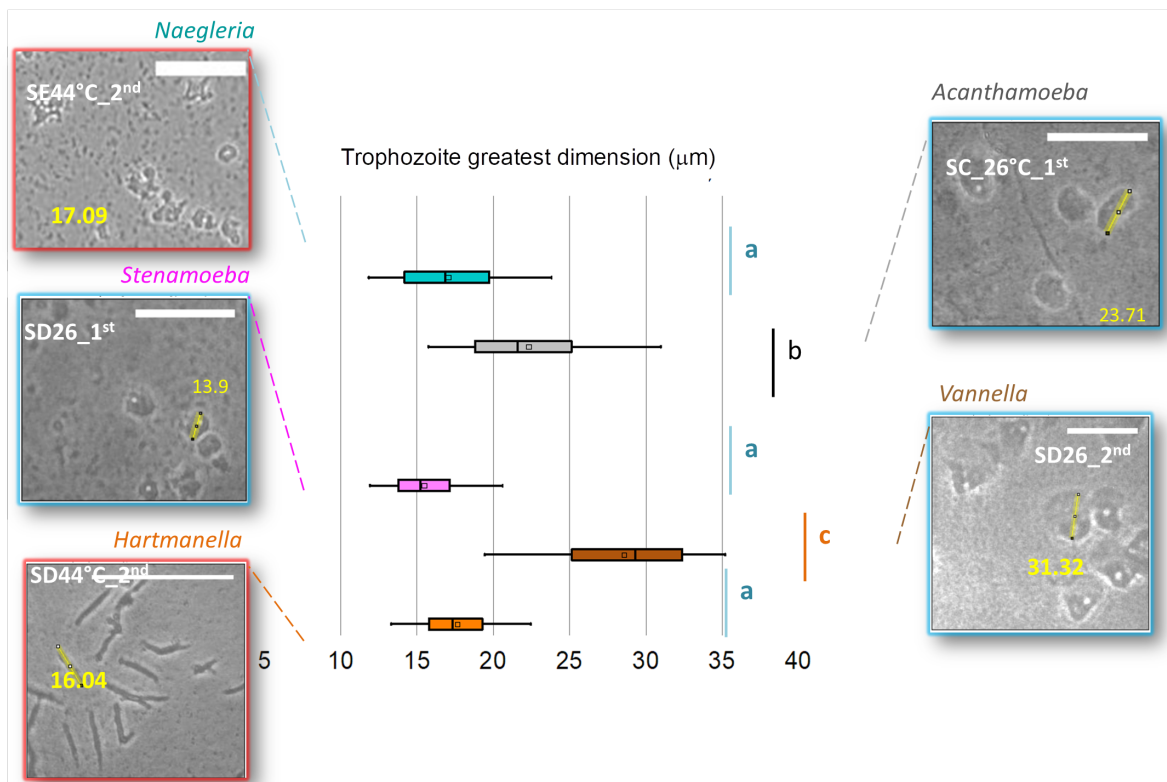 Naegleria
SE44°C_2nd
17.09
Stenamoeba
SD26_1st
13.9
Hartmanella
SD44°C_2nd
16.04
Trophozoite greatest dimension (μm)
a
b
a
c
a
5 10 15 20 25 30 35 40
Acanthamoeba
SC_26°C_1st
23.71
Vannella
SD26_2nd
31.32